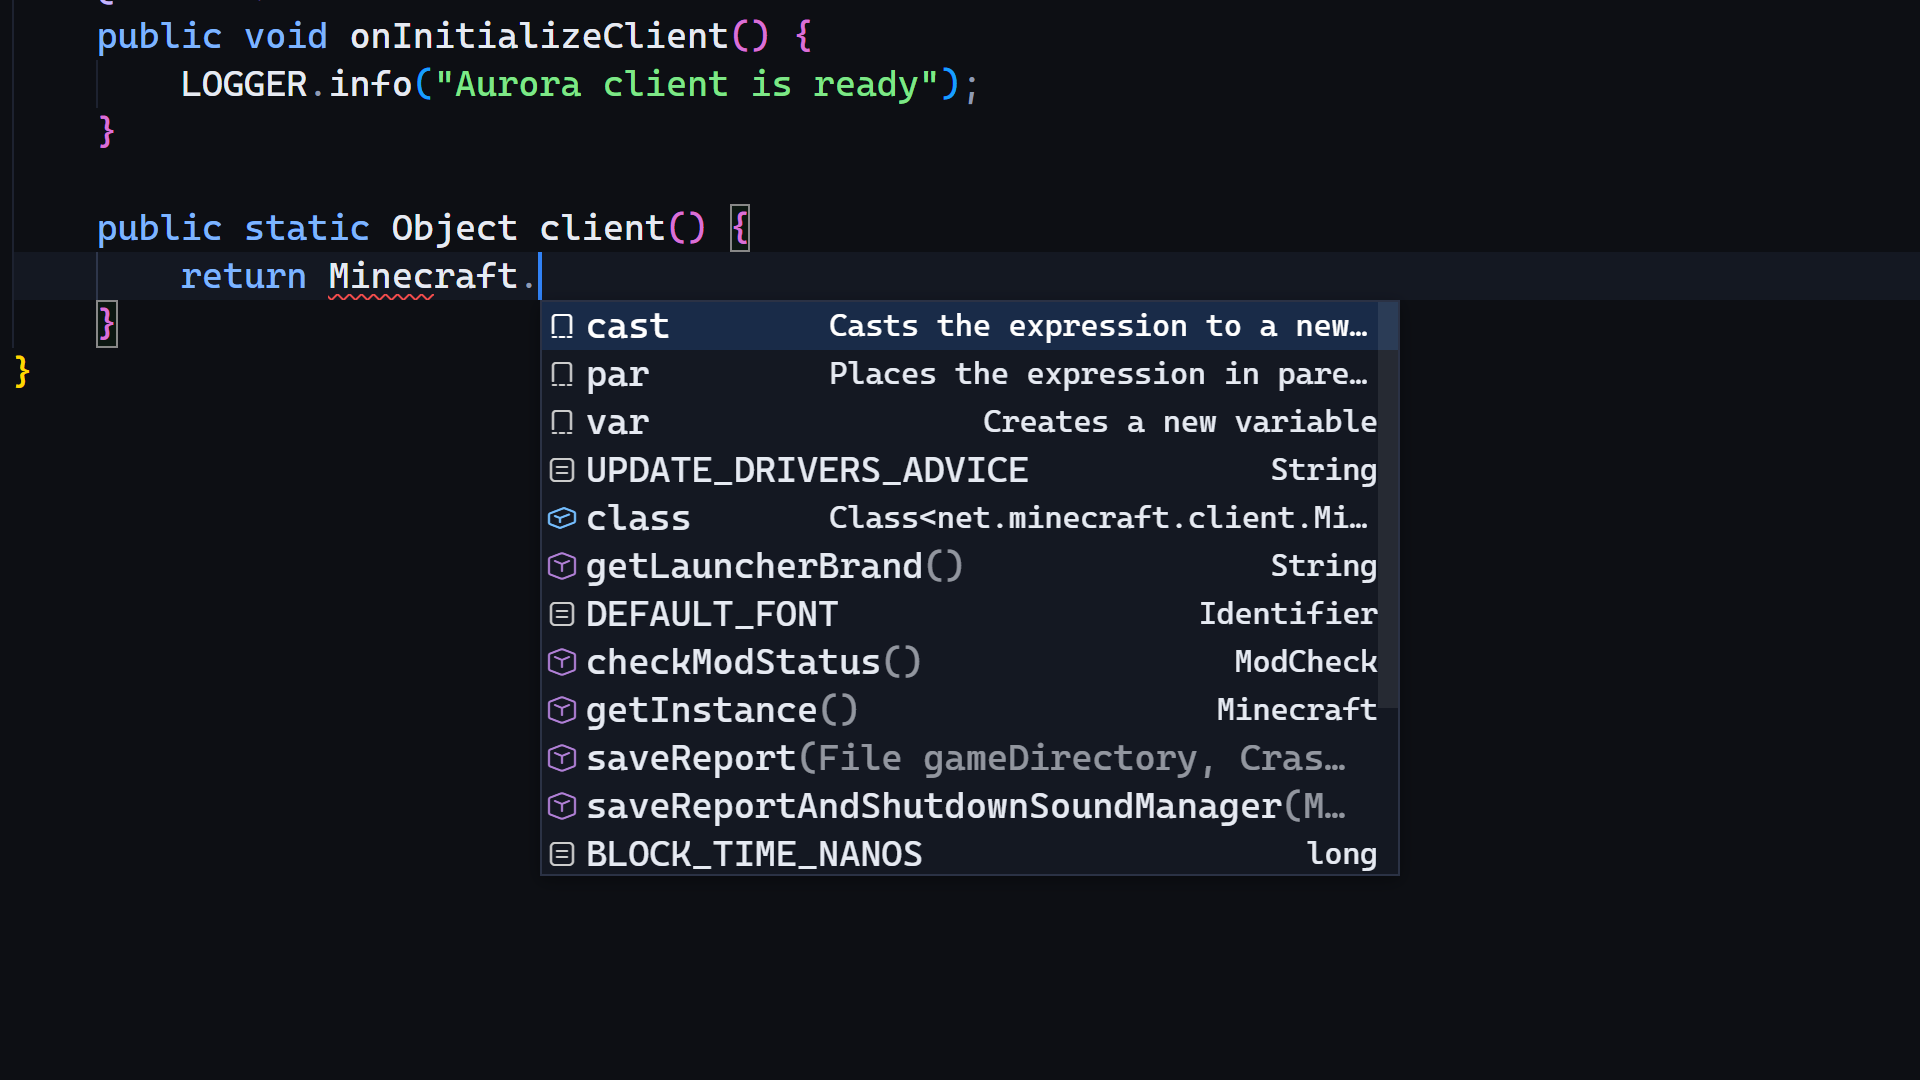 public void onInitializeClient() {
LOGGER.info("Aurora client is ready");
}
public static Object client() {
return Minecraft.
}
}
cast Casts the expression to a new…
par Places the expression in pare…
var Creates a new variable
UPDATE_DRIVERS_ADVICE String
class Class<net.minecraft.client.Mi…
getLauncherBrand() String
DEFAULT_FONT Identifier
checkModStatus() ModCheck
getInstance() Minecraft
saveReport(File gameDirectory, Cras…
saveReportAndShutdownSoundManager(M…
BLOCK_TIME_NANOS long